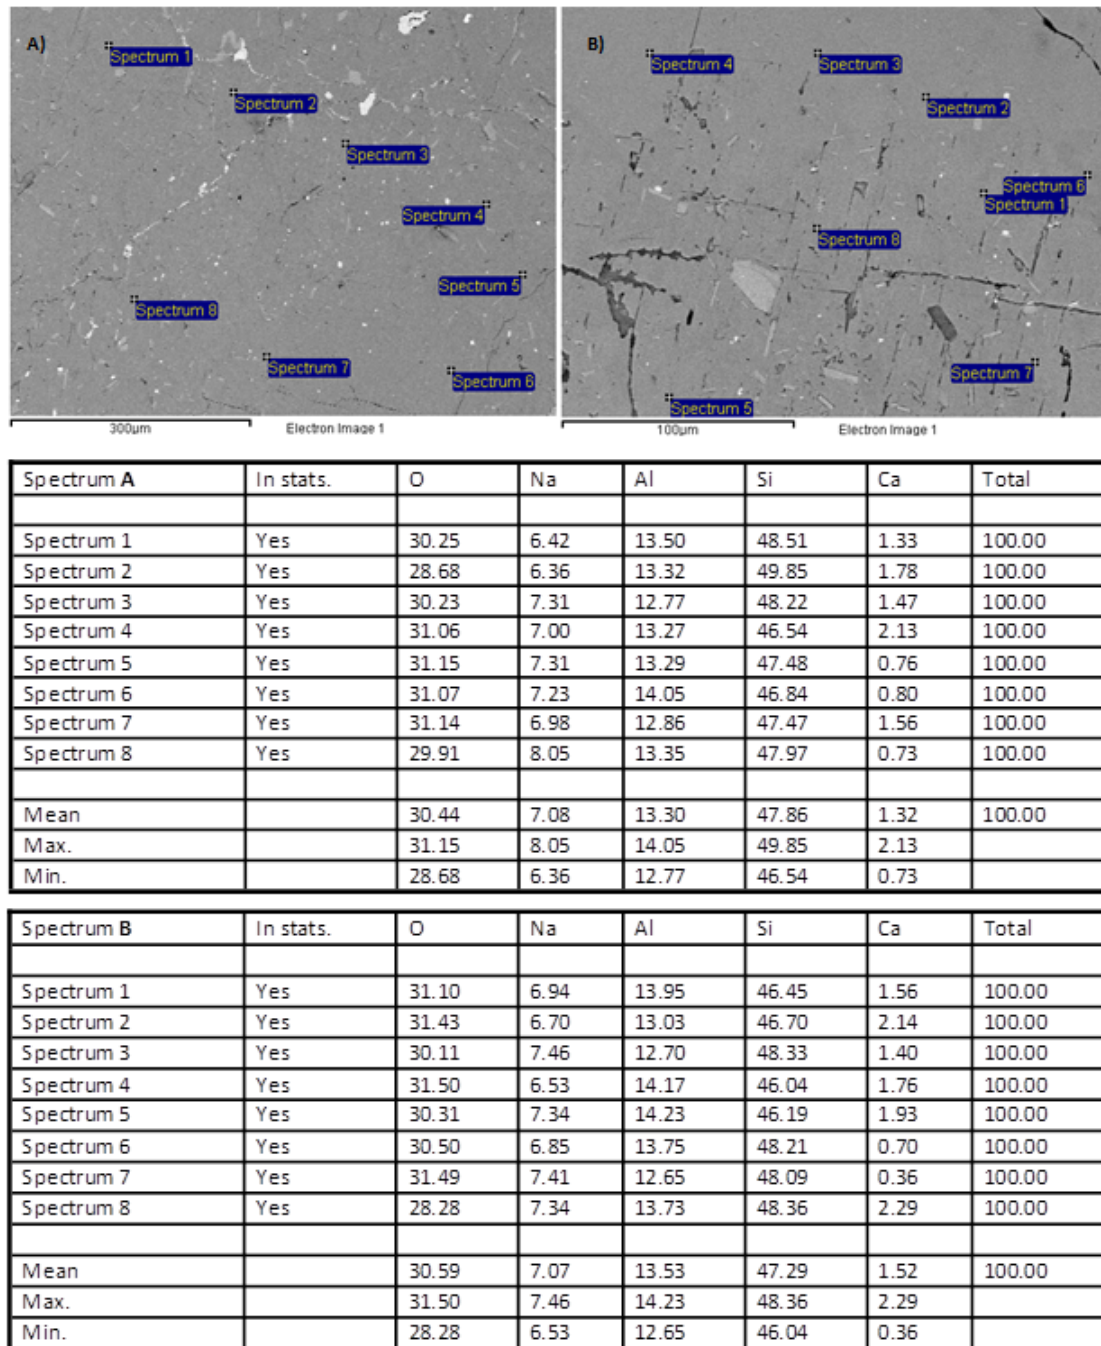 A)
Spectrum 1
Spectrum 2
Spectrum 3
Spectrum 4
Spectrum 5
Spectrum 8
Spectrum 7
Spectrum 6
300µm Electron Image 1
B)
Spectrum 4
Spectrum 3
Spectrum 2
Spectrum 6
Spectrum 1
Spectrum 8
Spectrum 7
Spectrum 5
100µm Electron Image 1
Spectrum A In stats. O Na Al Si Ca Total
Spectrum 1 Yes 30.25 6.42 13.50 48.51 1.33 100.00
Spectrum 2 Yes 28.68 6.36 13.32 49.85 1.78 100.00
Spectrum 3 Yes 30.23 7.31 12.77 48.22 1.47 100.00
Spectrum 4 Yes 31.06 7.00 13.27 46.54 2.13 100.00
Spectrum 5 Yes 31.15 7.31 13.29 47.48 0.76 100.00
Spectrum 6 Yes 31.07 7.23 14.05 46.84 0.80 100.00
Spectrum 7 Yes 31.14 6.98 12.86 47.47 1.56 100.00
Spectrum 8 Yes 29.91 8.05 13.35 47.97 0.73 100.00
Mean 30.44 7.08 13.30 47.86 1.32 100.00
Max. 31.15 8.05 14.05 49.85 2.13
Min. 28.68 6.36 12.77 46.54 0.73
Spectrum B In stats. O Na Al Si Ca Total
Spectrum 1 Yes 31.10 6.94 13.95 46.45 1.56 100.00
Spectrum 2 Yes 31.43 6.70 13.03 46.70 2.14 100.00
Spectrum 3 Yes 30.11 7.46 12.70 48.33 1.40 100.00
Spectrum 4 Yes 31.50 6.53 14.17 46.04 1.76 100.00
Spectrum 5 Yes 30.31 7.34 14.23 46.19 1.93 100.00
Spectrum 6 Yes 30.50 6.85 13.75 48.21 0.70 100.00
Spectrum 7 Yes 31.49 7.41 12.65 48.09 0.36 100.00
Spectrum 8 Yes 28.28 7.34 13.73 48.36 2.29 100.00
Mean 30.59 7.07 13.53 47.29 1.52 100.00
Max. 31.50 7.46 14.23 48.36 2.29
Min. 28.28 6.53 12.65 46.04 0.36